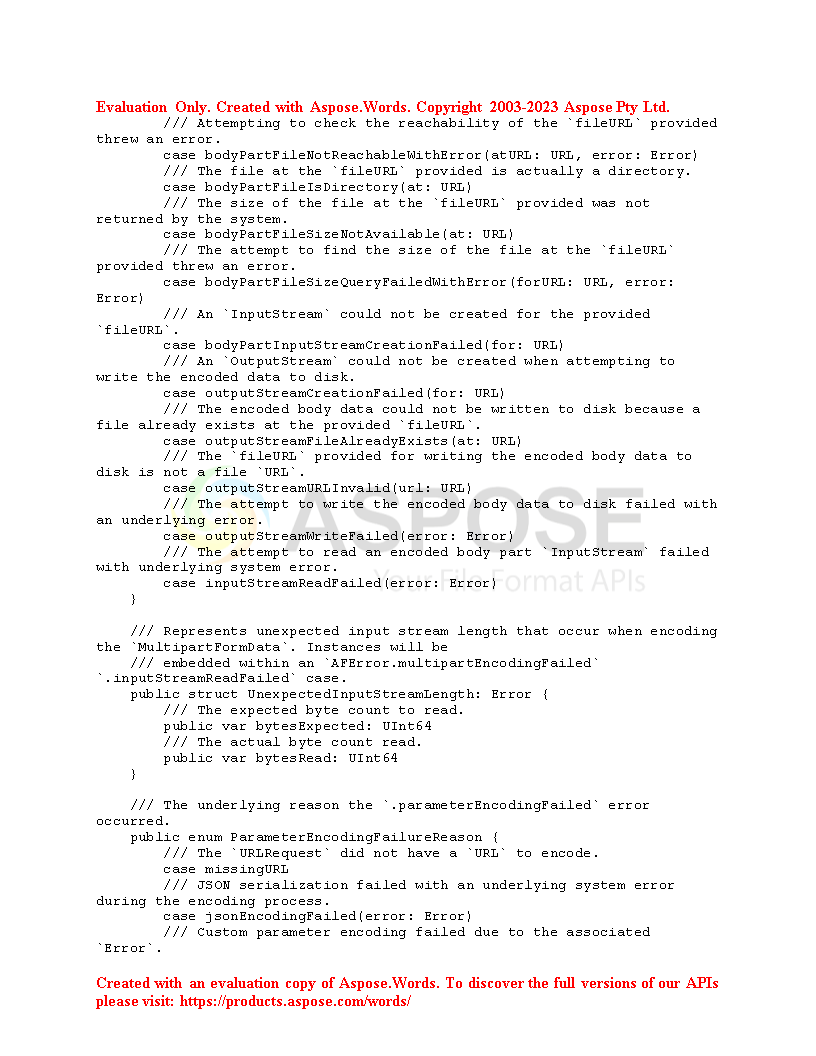 Evaluation Only. Created with Aspose.Words. Copyright 2003-2023 Aspose Pty Ltd.
        /// Attempting to check the reachability of the `fileURL` provided
threw an error.
        case bodyPartFileNotReachableWithError(atURL: URL, error: Error)
        /// The file at the `fileURL` provided is actually a directory.
        case bodyPartFileIsDirectory(at: URL)
        /// The size of the file at the `fileURL` provided was not
returned by the system.
        case bodyPartFileSizeNotAvailable(at: URL)
        /// The attempt to find the size of the file at the `fileURL`
provided threw an error.
        case bodyPartFileSizeQueryFailedWithError(forURL: URL, error:
Error)
        /// An `InputStream` could not be created for the provided
`fileURL`.
        case bodyPartInputStreamCreationFailed(for: URL)
        /// An `OutputStream` could not be created when attempting to
write the encoded data to disk.
        case outputStreamCreationFailed(for: URL)
        /// The encoded body data could not be written to disk because a
file already exists at the provided `fileURL`.
        case outputStreamFileAlreadyExists(at: URL)
        /// The `fileURL` provided for writing the encoded body data to
disk is not a file `URL`.
        case outputStreamURLInvalid(url: URL)
        /// The attempt to write the encoded body data to disk failed with
an underlying error.
        case outputStreamWriteFailed(error: Error)
        /// The attempt to read an encoded body part `InputStream` failed
with underlying system error.
        case inputStreamReadFailed(error: Error)
    }
ASPOSE
Your File Format APIs

    /// Represents unexpected input stream length that occur when encoding
the `MultipartFormData`. Instances will be
    /// embedded within an `AFError.multipartEncodingFailed`
`.inputStreamReadFailed` case.
    public struct UnexpectedInputStreamLength: Error {
        /// The expected byte count to read.
        public var bytesExpected: UInt64
        /// The actual byte count read.
        public var bytesRead: UInt64
    }

    /// The underlying reason the `.parameterEncodingFailed` error
occurred.
    public enum ParameterEncodingFailureReason {
        /// The `URLRequest` did not have a `URL` to encode.
        case missingURL
        /// JSON serialization failed with an underlying system error
during the encoding process.
        case jsonEncodingFailed(error: Error)
        /// Custom parameter encoding failed due to the associated
`Error`.
Created with an evaluation copy of Aspose.Words. To discover the full versions of our APIs
please visit: https://products.aspose.com/words/